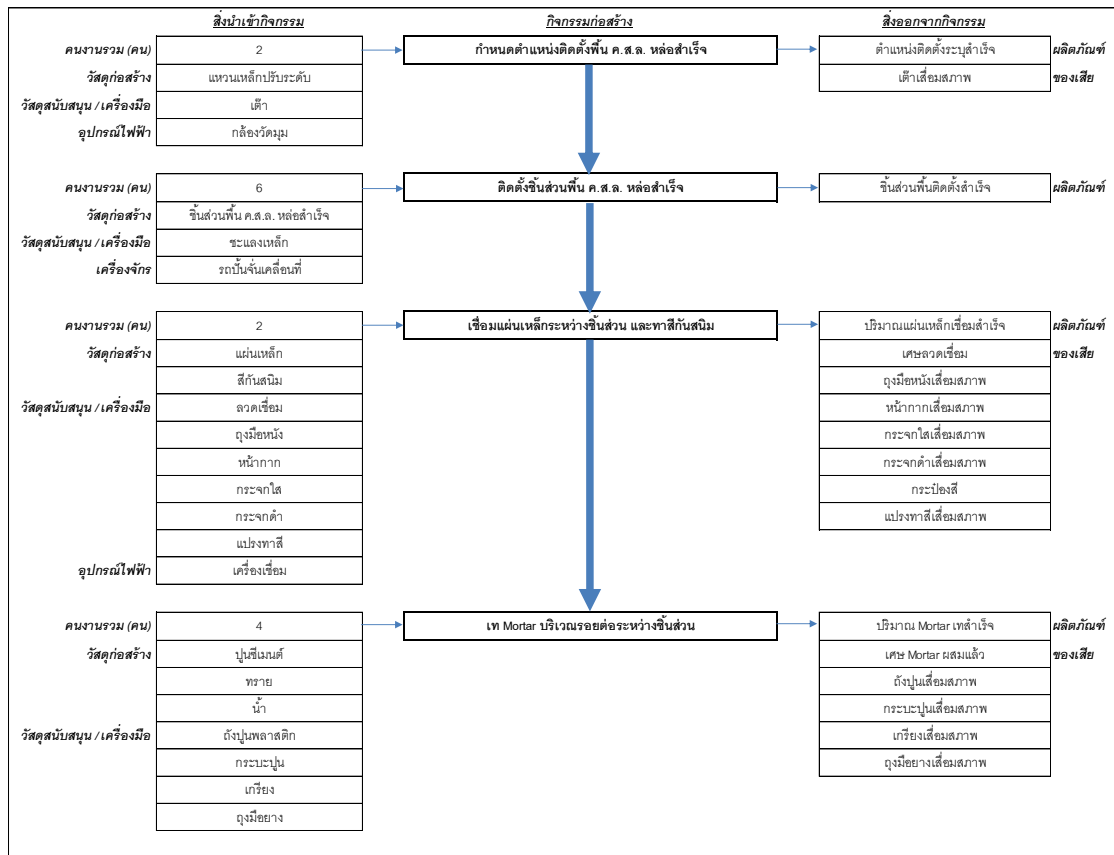 สิ่งนำเข้ากิจกรรม กิจกรรมก่อสร้าง สิ่งออกจากกิจกรรม
คนงานรวม (คน) 2 กำหนดตำแหน่งติดตั้งพื้น ค.ส.ล. หล่อสำเร็จ ตำแหน่งติดตั้งระบุสำเร็จ ผลิตภัณฑ์
วัสดุก่อสร้าง แหวนเหล็กปรับระดับ เต๊าเสื่อมสภาพ ของเสีย
วัสดุสนับสนุน / เครื่องมือ เต๊า
อุปกรณ์ไฟฟ้า กล้องวัดมุม
คนงานรวม (คน) 6 ติดตั้งชิ้นส่วนพื้น ค.ส.ล. หล่อสำเร็จ ชิ้นส่วนพื้นติดตั้งสำเร็จ ผลิตภัณฑ์
วัสดุก่อสร้าง ชิ้นส่วนพื้น ค.ส.ล. หล่อสำเร็จ
วัสดุสนับสนุน / เครื่องมือ ชะแลงเหล็ก
เครื่องจักร รถปั้นจั่นเคลื่อนที่
คนงานรวม (คน) 2 เชื่อมแผ่นเหล็กระหว่างชิ้นส่วน และทาสีกันสนิม ปริมาณแผ่นเหล็กเชื่อมสำเร็จ ผลิตภัณฑ์
วัสดุก่อสร้าง แผ่นเหล็ก เศษลวดเชื่อม ของเสีย
สีกันสนิม ถุงมือหนังเสื่อมสภาพ
วัสดุสนับสนุน / เครื่องมือ ลวดเชื่อม หน้ากากเสื่อมสภาพ
ถุงมือหนัง กระจกใสเสื่อมสภาพ
หน้ากาก กระจกดำเสื่อมสภาพ
กระจกใส กระป๋องสี
กระจกดำ แปรงทาสีเสื่อมสภาพ
แปรงทาสี
อุปกรณ์ไฟฟ้า เครื่องเชื่อม
คนงานรวม (คน) 4 เท Mortar บริเวณรอยต่อระหว่างชิ้นส่วน ปริมาณ Mortar เทสำเร็จ ผลิตภัณฑ์
วัสดุก่อสร้าง ปูนซีเมนต์ เศษ Mortar ผสมแล้ว ของเสีย
ทราย ถังปูนเสื่อมสภาพ
น้ำ กระบะปูนเสื่อมสภาพ
วัสดุสนับสนุน / เครื่องมือ ถังปูนพลาสติก เกรียงเสื่อมสภาพ
กระบะปูน ถุงมือยางเสื่อมสภาพ
เกรียง
ถุงมือยาง